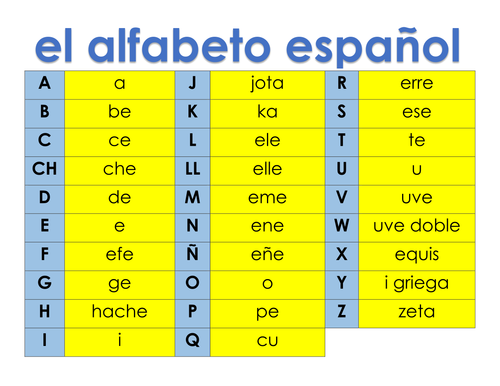 el alfabeto español
A a J jota R erre
B be K ka S ese
C ce L ele T te
CH che LL elle U u
D de M eme V uve
E e N ene W uve doble
F efe Ñ eñe X equis
G ge O o Y i griega
H hache P pe Z zeta
I i Q cu